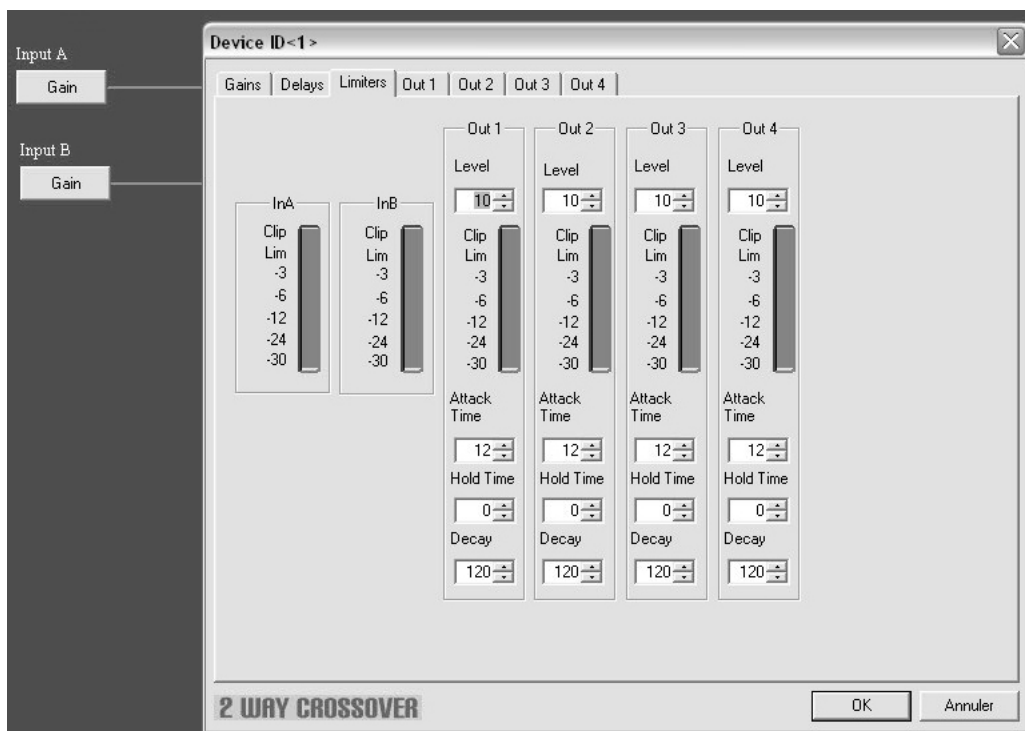 Device ID<1>
Input A
Gain
Input B
Gain
Gains Delays Limiters Out 1 Out 2 Out 3 Out 4
InA
Clip
Lim
-3
-6
-12
-24
-30
InB
Clip
Lim
-3
-6
-12
-24
-30
Out 1
Level
10
Clip
Lim
-3
-6
-12
-24
-30
Attack
Time
12
Hold Time
0
Decay
120
Out 2
Level
10
Clip
Lim
-3
-6
-12
-24
-30
Attack
Time
12
Hold Time
0
Decay
120
Out 3
Level
10
Clip
Lim
-3
-6
-12
-24
-30
Attack
Time
12
Hold Time
0
Decay
120
Out 4
Level
10
Clip
Lim
-3
-6
-12
-24
-30
Attack
Time
12
Hold Time
0
Decay
120
2 WAY CROSSOVER
OK
Annuler